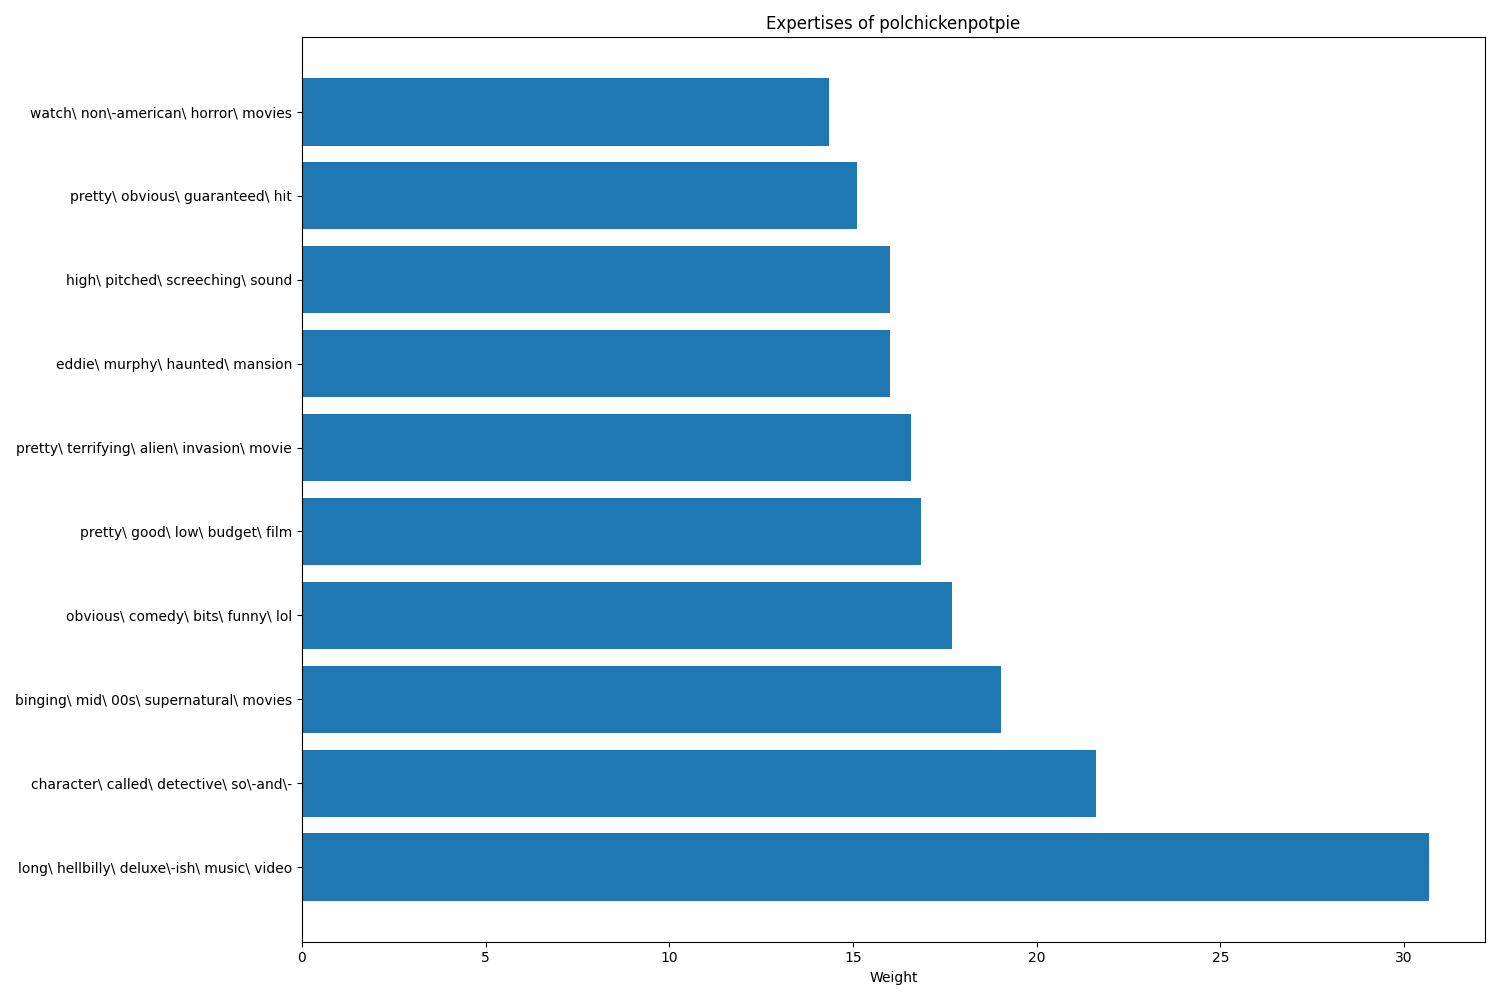 Expertises of polchickenpotpie
watch\ non\-american\ horror\ movies
pretty\ obvious\ guaranteed\ hit
high\ pitched\ screeching\ sound
eddie\ murphy\ haunted\ mansion
pretty\ terrifying\ alien\ invasion\ movie
pretty\ good\ low\ budget\ film
obvious\ comedy\ bits\ funny\ lol
binging\ mid\ 00s\ supernatural\ movies
character\ called\ detective\ so\-and\-
long\ hellbilly\ deluxe\-ish\ music\ video
0 5 10 15 20 25 30
Weight